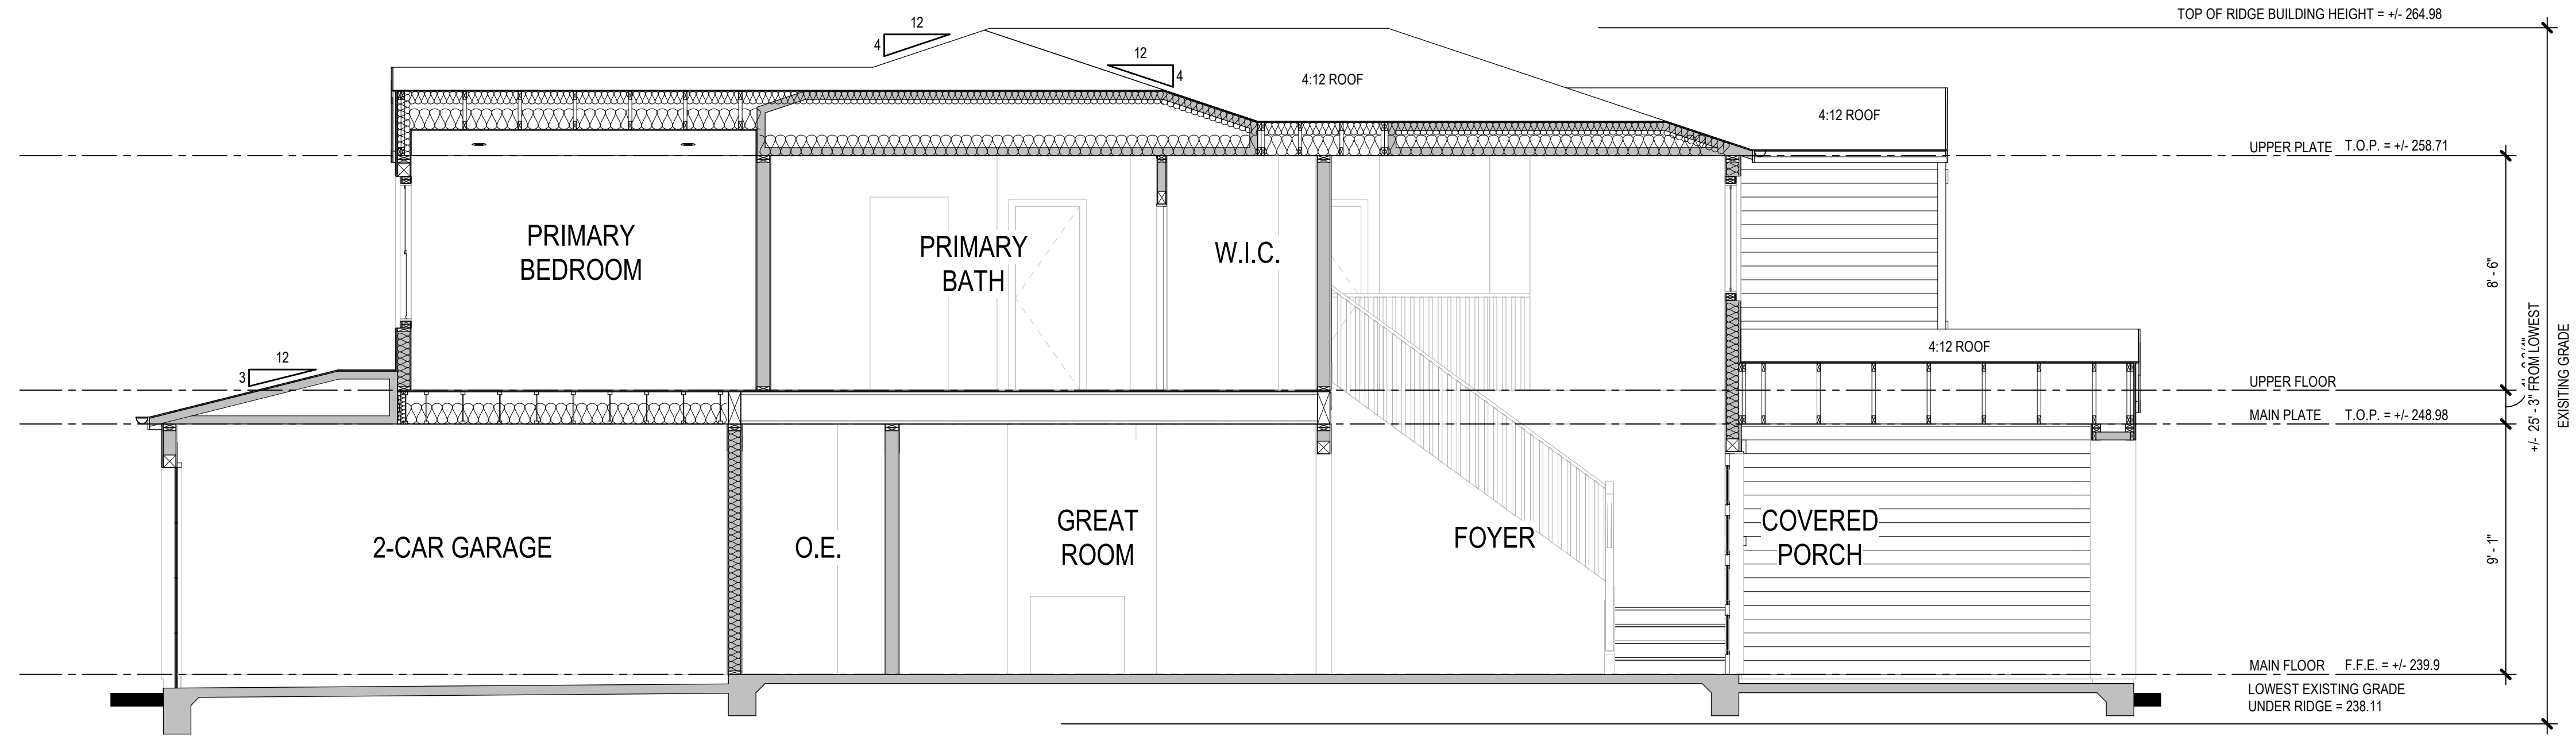 TOP OF RIDGE BUILDING HEIGHT = +/- 264.98
12
4
12
4
4:12 ROOF
4:12 ROOF
UPPER PLATE T.O.P. = +/- 258.71
PRIMARY
BEDROOM
PRIMARY
BATH
W.I.C.
8' - 6"
12
3
4:12 ROOF
UPPER FLOOR
MAIN PLATE T.O.P. = +/- 248.98
+/- 25' - 3" FROM LOWEST
EXISITING GRADE
2-CAR GARAGE
O.E.
GREAT
ROOM
FOYER
COVERED
PORCH
9' - 1"
MAIN FLOOR F.F.E. = +/- 239.9
LOWEST EXISTING GRADE
UNDER RIDGE = 238.11